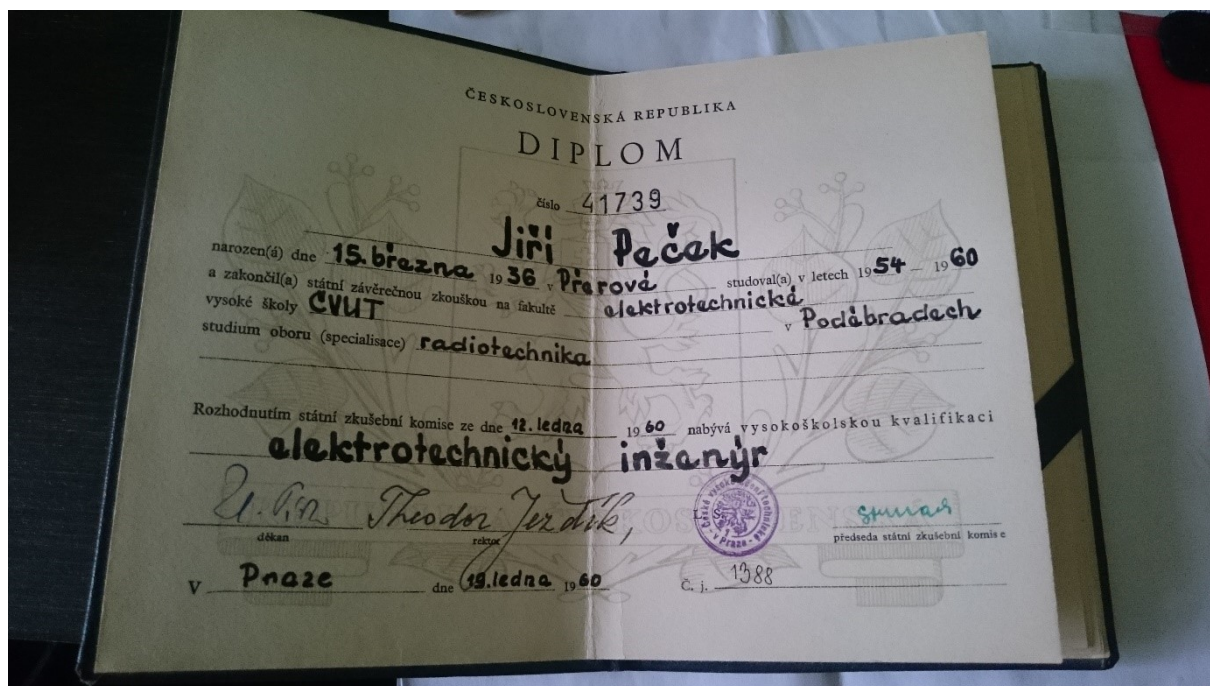 ČESKOSLOVENSKÁ REPUBLIKA
DIPLOM
číslo 41739
Jiří Peček
narozen(á) dne 15. března 1936 v Přerově studoval(a) v letech 1954 – 1960
a zakončil(a) státní závěrečnou zkouškou na fakultě elektrotechnické
vysoké školy ČVUT v Poděbradech
studium oboru (specialisace) radiotechnika
Rozhodnutím státní zkušební komise ze dne 12. ledna 1960 nabývá vysokoškolskou kvalifikaci
elektrotechnický inženýr
Theodor Ježdík,
děkan rektor předseda státní zkušební komise
V Praze dne 19. ledna 1960 Č. j. 1388